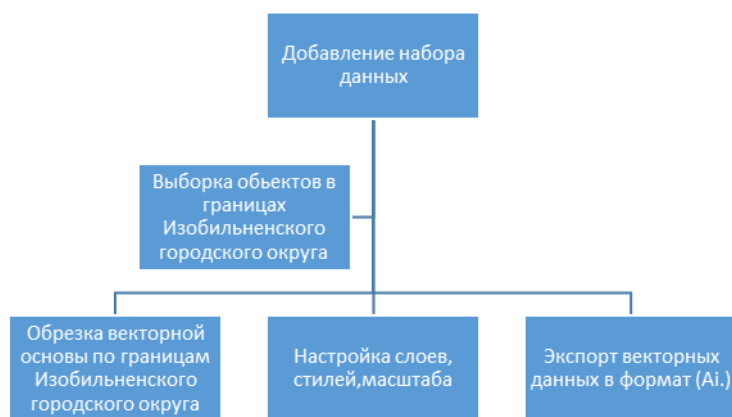 Добавление набора
данных
Выборка обьектов в
границах
Изобильненского
городского округа
Обрезка векторной
основы по границам
Изобильненского
городского округа
Настройка слоев,
стилей,масштаба
Экспорт векторных
данных в формат (Ai.)